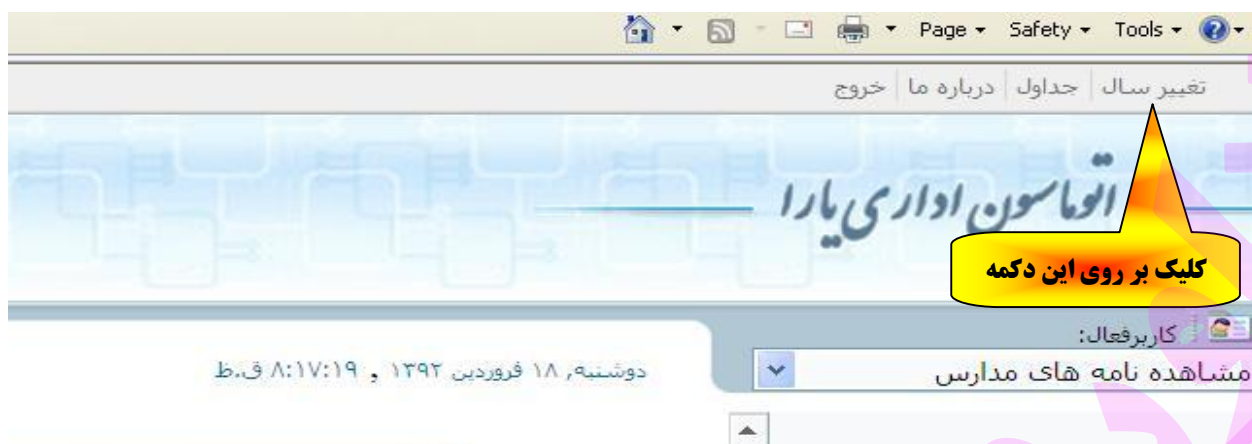 Page Safety Tools
تغییر سال | جداول | درباره ما | خروج
اتوماسون اداری یارا
کلیک بر روی این دکمه
کاربرفعال:
مشاهده نامه های مدارس
دوشنبه, ۱۸ فروردین ۱۳۹۲ , ۸:۱۷:۱۹ ق.ظ